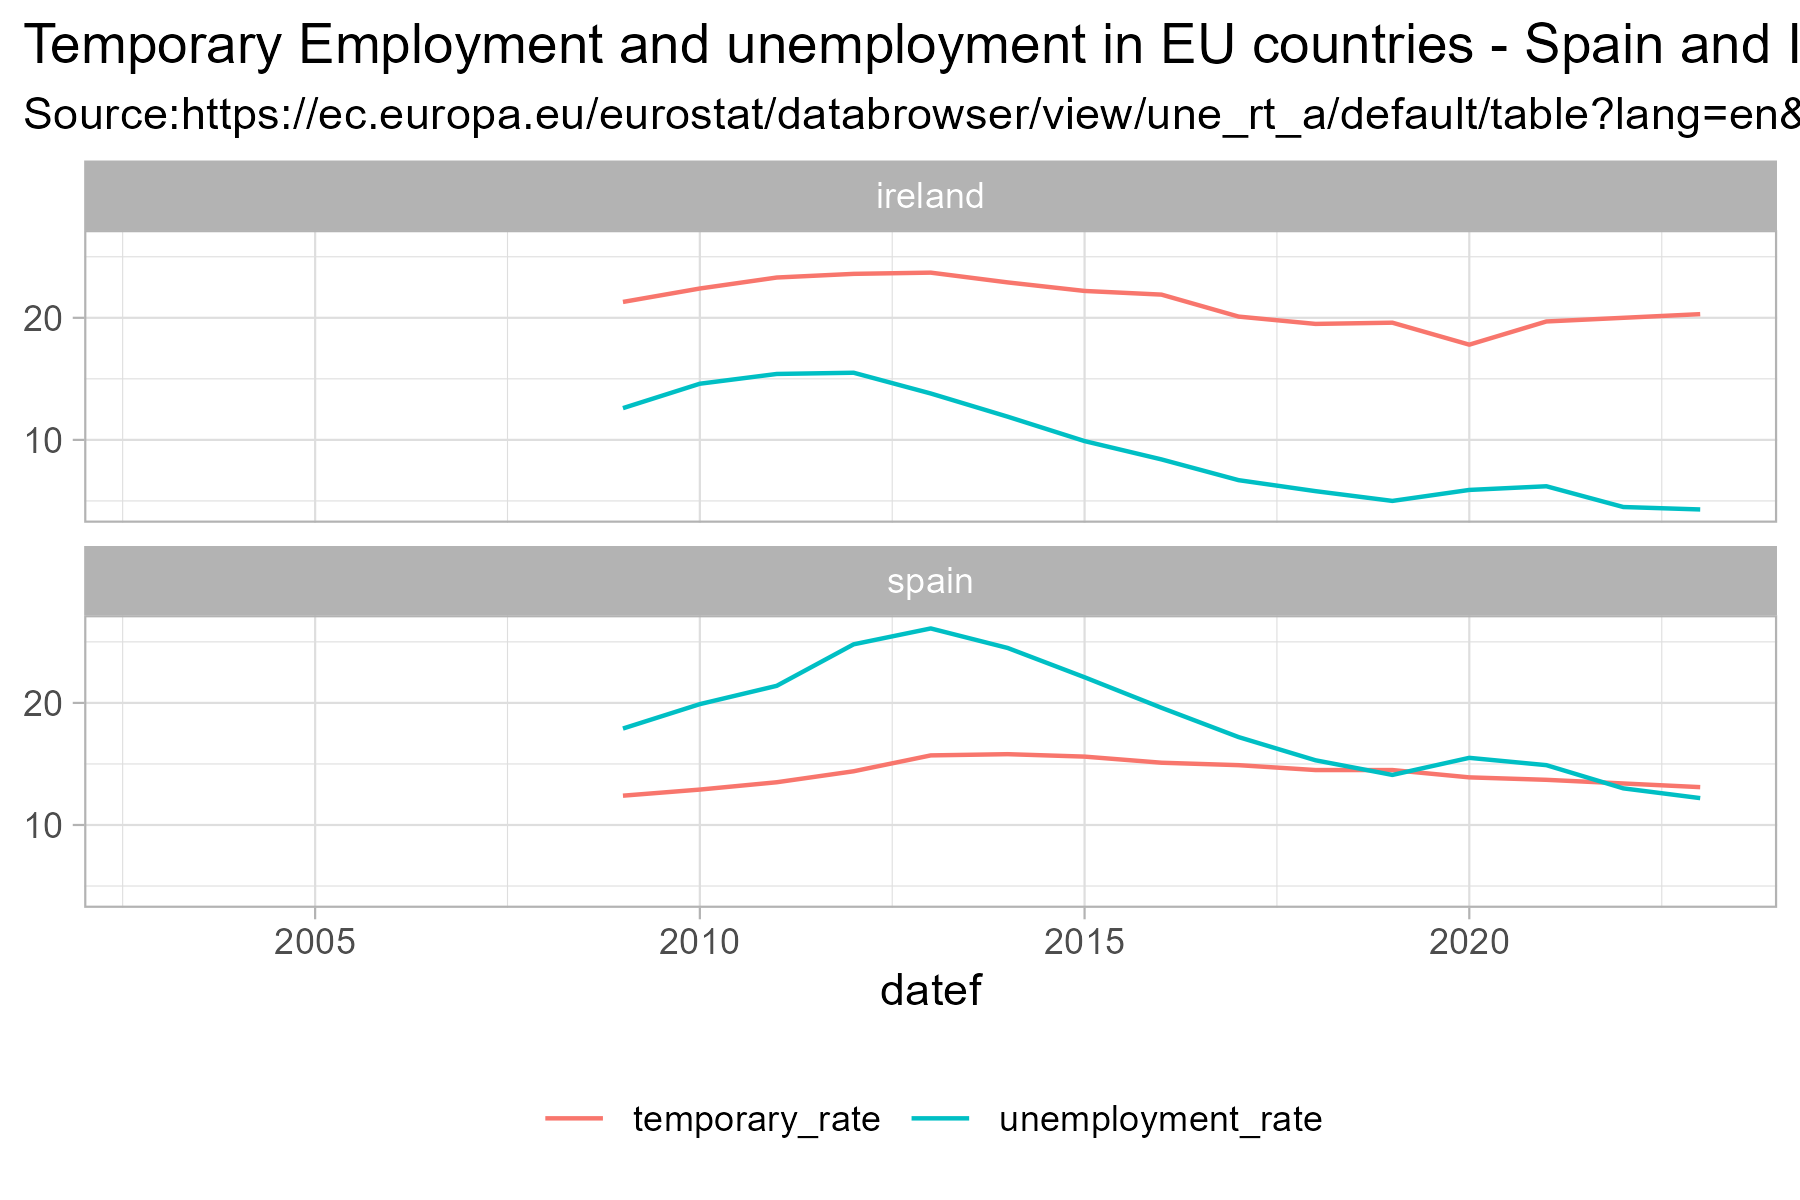 Temporary Employment and unemployment in EU countries - Spain and I
Source:https://ec.europa.eu/eurostat/databrowser/view/une_rt_a/default/table?lang=en&
ireland
20
10
spain
20
10
2005 2010 2015 2020
datef
temporary_rate unemployment_rate